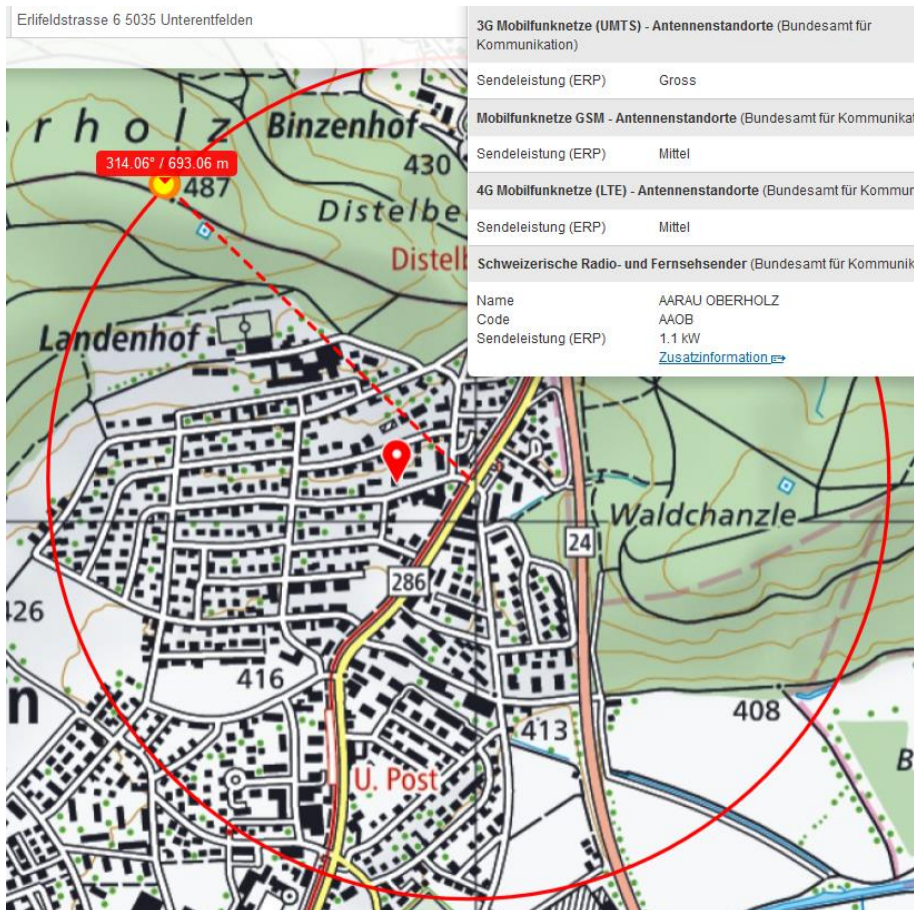 Erlifeldstrasse 6 5035 Unterentfelden
3G Mobilfunknetze (UMTS) - Antennenstandorte (Bundesamt für
Kommunikation)
Sendeleistung (ERP) Gross
Mobilfunknetze GSM - Antennenstandorte (Bundesamt für Kommunikat
Sendeleistung (ERP) Mittel
4G Mobilfunknetze (LTE) - Antennenstandorte (Bundesamt für Kommun
Sendeleistung (ERP) Mittel
Schweizerische Radio- und Fernsehsender (Bundesamt für Kommunik
Name AARAU OBERHOLZ
Code AAOB
Sendeleistung (ERP) 1.1 kW
Zusatzinformation
erholz
Binzenhof
314.06° / 693.06 m
430
487
Distelbe
Distelb
Landenhof
Waldchanzle
24
286
426
416
n
408
413
U. Post
B